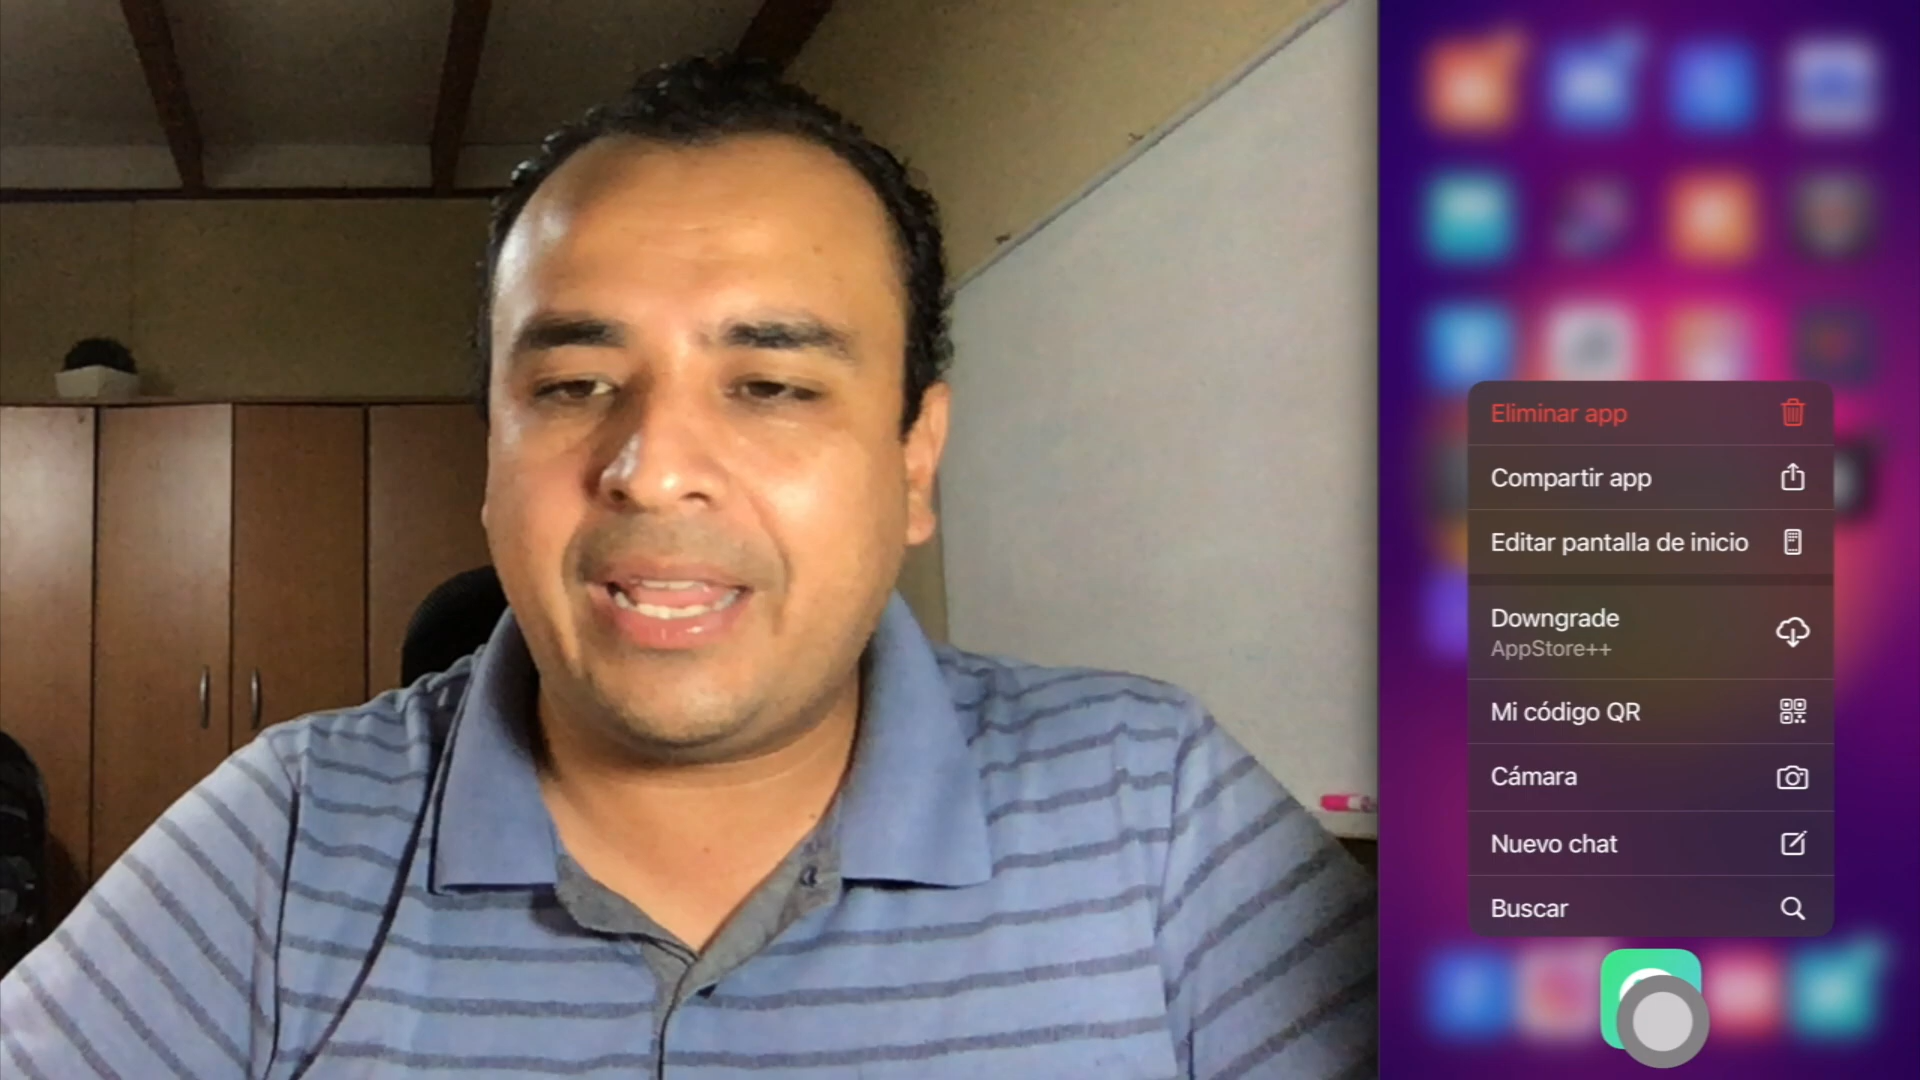 Eliminar app
Compartir app
Editar pantalla de inicio
Downgrade
AppStore++
Mi código QR
Cámara
Nuevo chat
Buscar